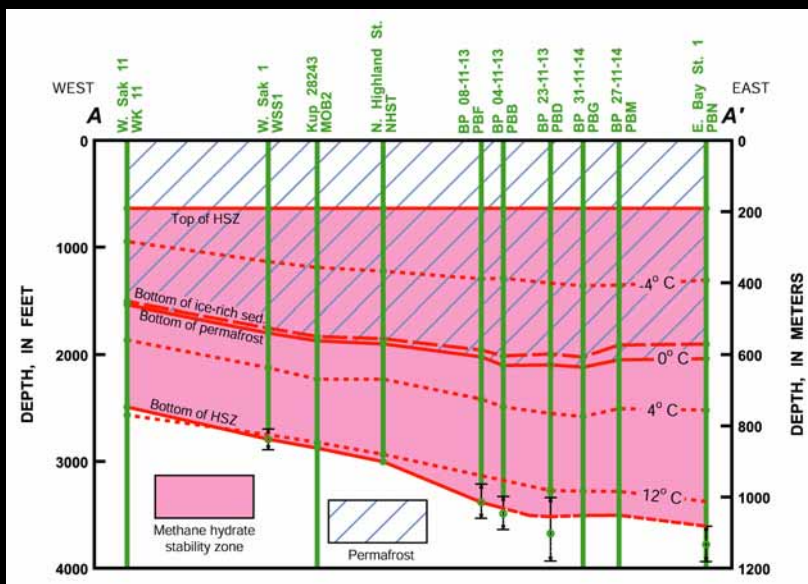 WEST
A
W. Sak 11
WK 11
W. Sak 1
WSS1
Kup 28243
MOB2
N. Highland St.
NHST
BP 08-11-13
PBF
BP 04-11-13
PBB
BP 23-11-13
PBD
BP 31-11-14
PBG
BP 27-11-14
PBM
E. Bay St. 1
PBN
EAST
A'
0
1000
2000
3000
4000
DEPTH, IN FEET
0
200
400
600
800
1000
1200
DEPTH, IN METERS
Top of HSZ
-4° C
Bottom of ice-rich sed.
Bottom of permafrost
0° C
4° C
Bottom of HSZ
12° C
Methane hydrate
stability zone
Permafrost